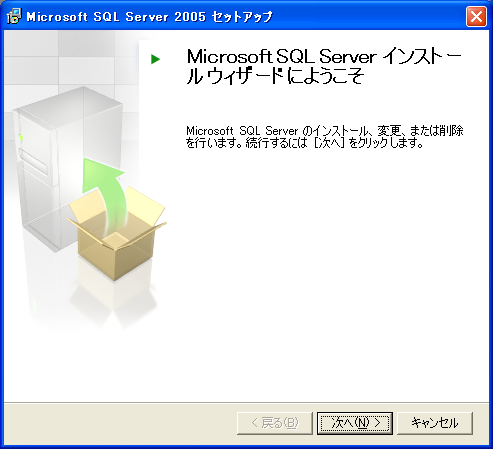 Microsoft SQL Server 2005 セットアップ
Microsoft SQL Server インストー
ル ウィザードにようこそ
Microsoft SQL Server のインストール、変更、または削除
を行います。続行するには [次へ] をクリックします。
< 戻る(B)
次へ(N) >
キャンセル